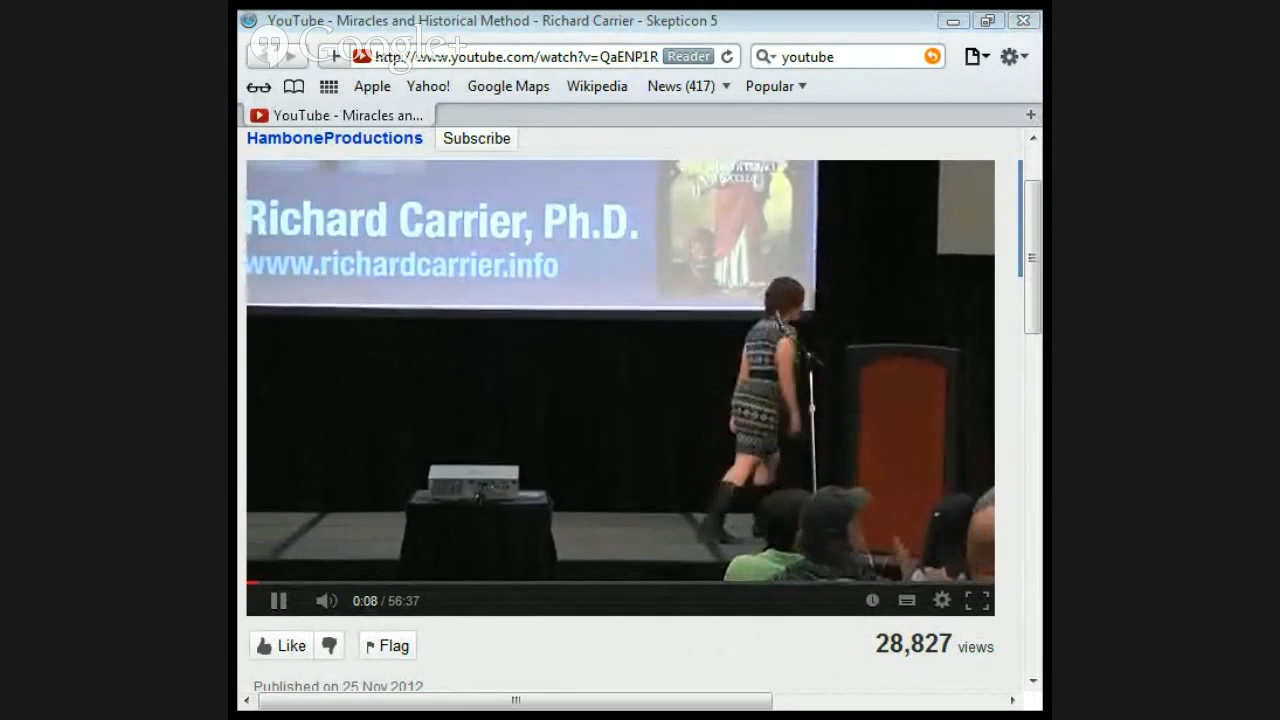 YouTube - Miracles and Historical Method - Richard Carrier - Skepticon 5
Google+
http://www.youtube.com/watch?v=QaENP1R Reader youtube
Apple Yahoo! Google Maps Wikipedia News (417) Popular
YouTube - Miracles an...
HamboneProductions Subscribe
Richard Carrier, Ph.D.
www.richardcarrier.info
0:08 / 56:37
Like Flag 28,827 views
Published on 25 Nov 2012